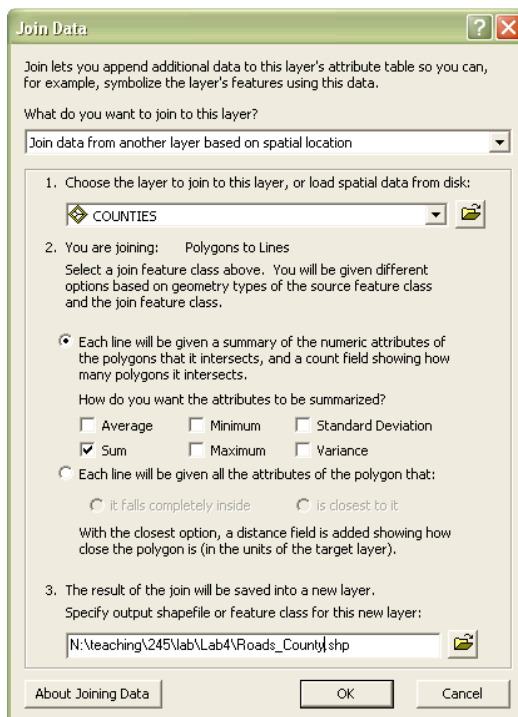 Join Data
Join lets you append additional data to this layer's attribute table so you can,
for example, symbolize the layer's features using this data.
What do you want to join to this layer?
Join data from another layer based on spatial location
1. Choose the layer to join to this layer, or load spatial data from disk:
COUNTIES
2. You are joining: Polygons to Lines
Select a join feature class above. You will be given different
options based on geometry types of the source feature class
and the join feature class.
Each line will be given a summary of the numeric attributes of
the polygons that it intersects, and a count field showing how
many polygons it intersects.
How do you want the attributes to be summarized?
Average Minimum Standard Deviation
Sum Maximum Variance
Each line will be given all the attributes of the polygon that:
it falls completely inside is closest to it
With the closest option, a distance field is added showing how
close the polygon is (in the units of the target layer).
3. The result of the join will be saved into a new layer.
Specify output shapefile or feature class for this new layer:
N:\teaching\245\lab\Lab4\Roads_County.shp
About Joining Data OK Cancel